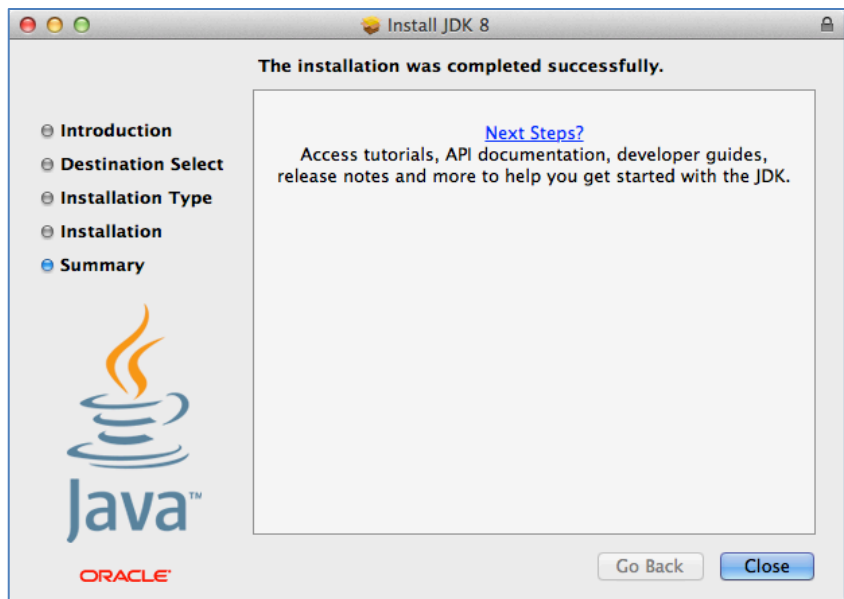 Install JDK 8
The installation was completed successfully.
Introduction
Destination Select
Installation Type
Installation
Summary
Next Steps?
Access tutorials, API documentation, developer guides,
release notes and more to help you get started with the JDK.
Java™
ORACLE®
Go Back
Close